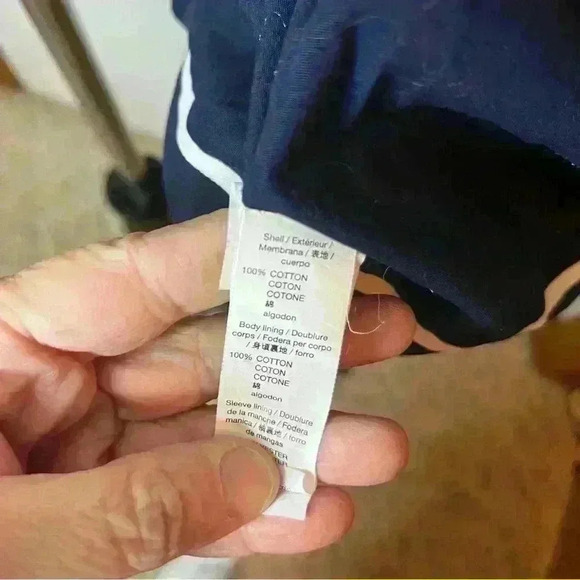 Shell / Extérieur /
Membrana / 表地 /
cuerpo
100% COTTON
COTON
COTONE
綿
algodon
Body lining / Doublure
corps / Fodera per corpo
/ 身頃裏地 / forro
100% COTTON
COTON
COTONE
綿
algodon
Sleeve lining / Doublure
de la manche / Fodera
manica / 袖裏地 / forro
de mangas